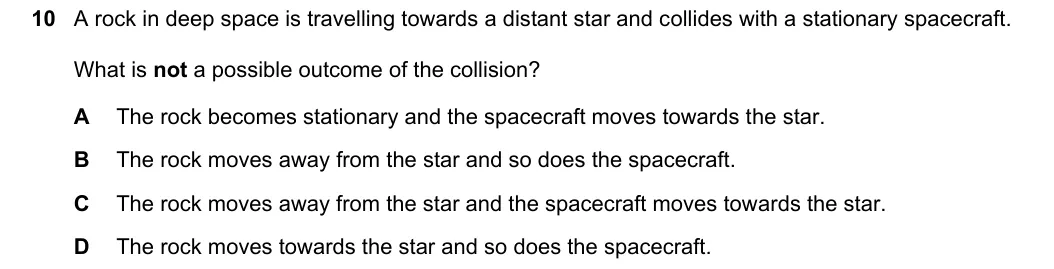 10 A rock in deep space is travelling towards a distant star and collides with a stationary spacecraft.
What is not a possible outcome of the collision?
A The rock becomes stationary and the spacecraft moves towards the star.
B The rock moves away from the star and so does the spacecraft.
C The rock moves away from the star and the spacecraft moves towards the star.
D The rock moves towards the star and so does the spacecraft.